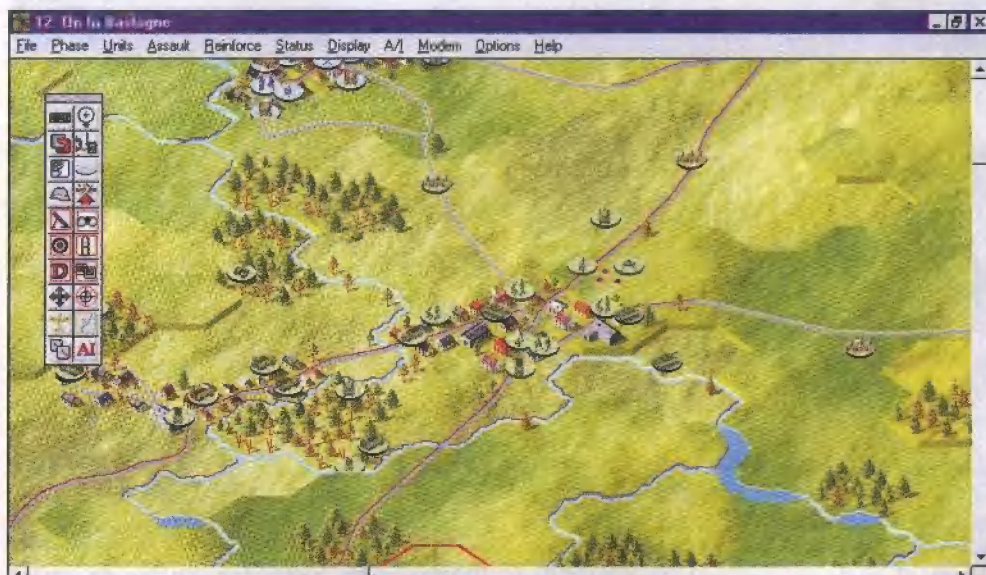 12. On to Bastogne
File Phase Units Assault Reinforce Status Display A/I Modem Options Help
D
AI